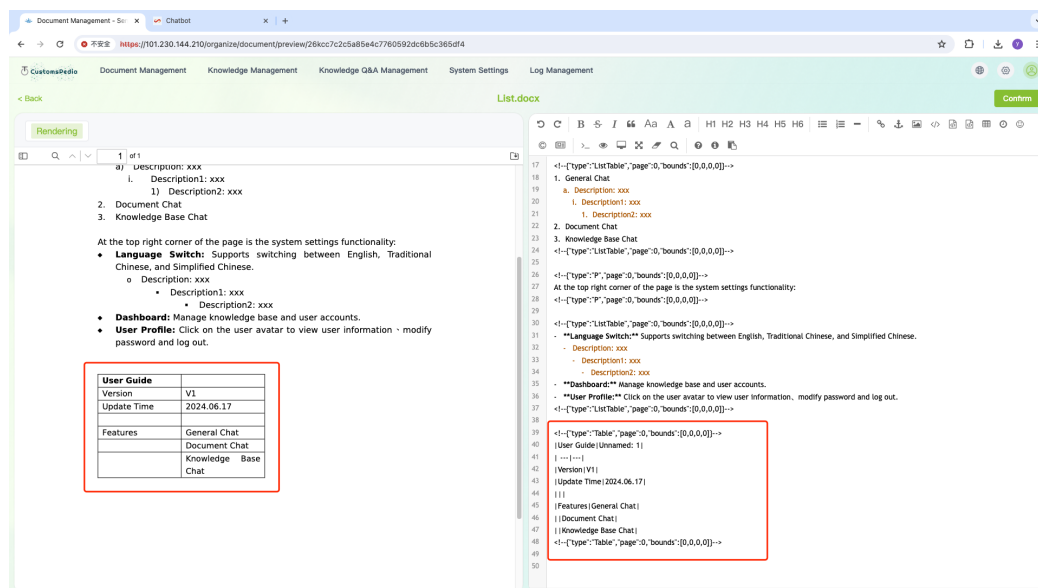 Document Management - Se
Chatbot
不安全 https://101.230.144.210/organize/document/preview/26kcc7c2c5a85e4c7760592dc6b5c365df4
CustomsPedia Document Management Knowledge Management Knowledge Q&A Management System Settings Log Management
< Back List.docx Confirm
Rendering
1 of 1
a) Description: xxx
i. Description1: xxx
1) Description2: xxx
2. Document Chat
3. Knowledge Base Chat
At the top right corner of the page is the system settings functionality:
◆ Language Switch: Supports switching between English, Traditional
Chinese, and Simplified Chinese.
o Description: xxx
▪ Description1: xxx
▪ Description2: xxx
◆ Dashboard: Manage knowledge base and user accounts.
◆ User Profile: Click on the user avatar to view user information、modify
password and log out.
User Guide
Version V1
Update Time 2024.06.17
Features General Chat
Document Chat
Knowledge Base
Chat
B S I Aa A a H1 H2 H3 H4 H5 H6
17 <!--{"type":"ListTable","page":0,"bounds":[0,0,0,0]}-->
18 1. General Chat
19 a. Description: xxx
20 i. Description1: xxx
21 1. Description2: xxx
22 2. Document Chat
23 3. Knowledge Base Chat
24 <!--{"type":"ListTable","page":0,"bounds":[0,0,0,0]}-->
25
26 <!--{"type":"P","page":0,"bounds":[0,0,0,0]}-->
27 At the top right corner of the page is the system settings functionality:
28 <!--{"type":"P","page":0,"bounds":[0,0,0,0]}-->
29
30 <!--{"type":"ListTable","page":0,"bounds":[0,0,0,0]}-->
31 - **Language Switch:** Supports switching between English, Traditional Chinese, and Simplified Chinese.
32 - Description: xxx
33 - Description1: xxx
34 - Description2: xxx
35 - **Dashboard:** Manage knowledge base and user accounts.
36 - **User Profile:** Click on the user avatar to view user information、modify password and log out.
37 <!--{"type":"ListTable","page":0,"bounds":[0,0,0,0]}-->
38
39 <!--{"type":"Table","page":0,"bounds":[0,0,0,0]}-->
40 |User Guide|Unnamed: 1|
41 | ---|---|
42 |Version|V1|
43 |Update Time|2024.06.17|
44 |||
45 |Features|General Chat|
46 ||Document Chat|
47 ||Knowledge Base Chat|
48 <!--{"type":"Table","page":0,"bounds":[0,0,0,0]}-->
49
50